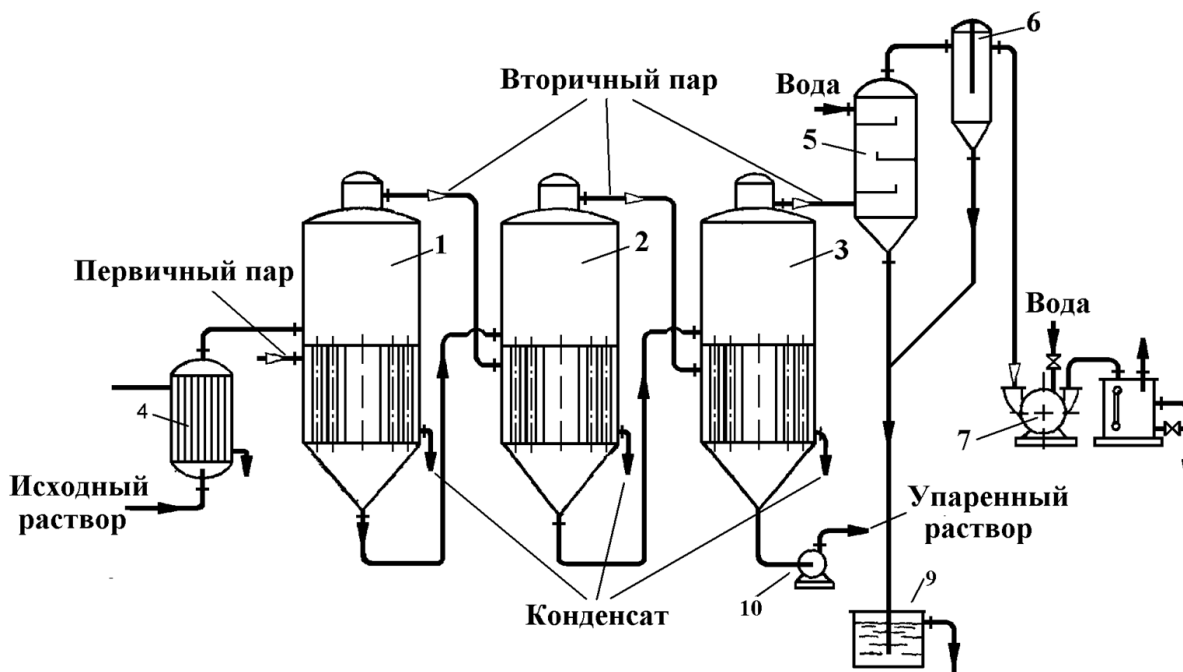 6
Вторичный пар
Вода
5
1
2
3
Первичный пар
Вода
4
7
Исходный
раствор
Упаренный
раствор
10
9
Конденсат